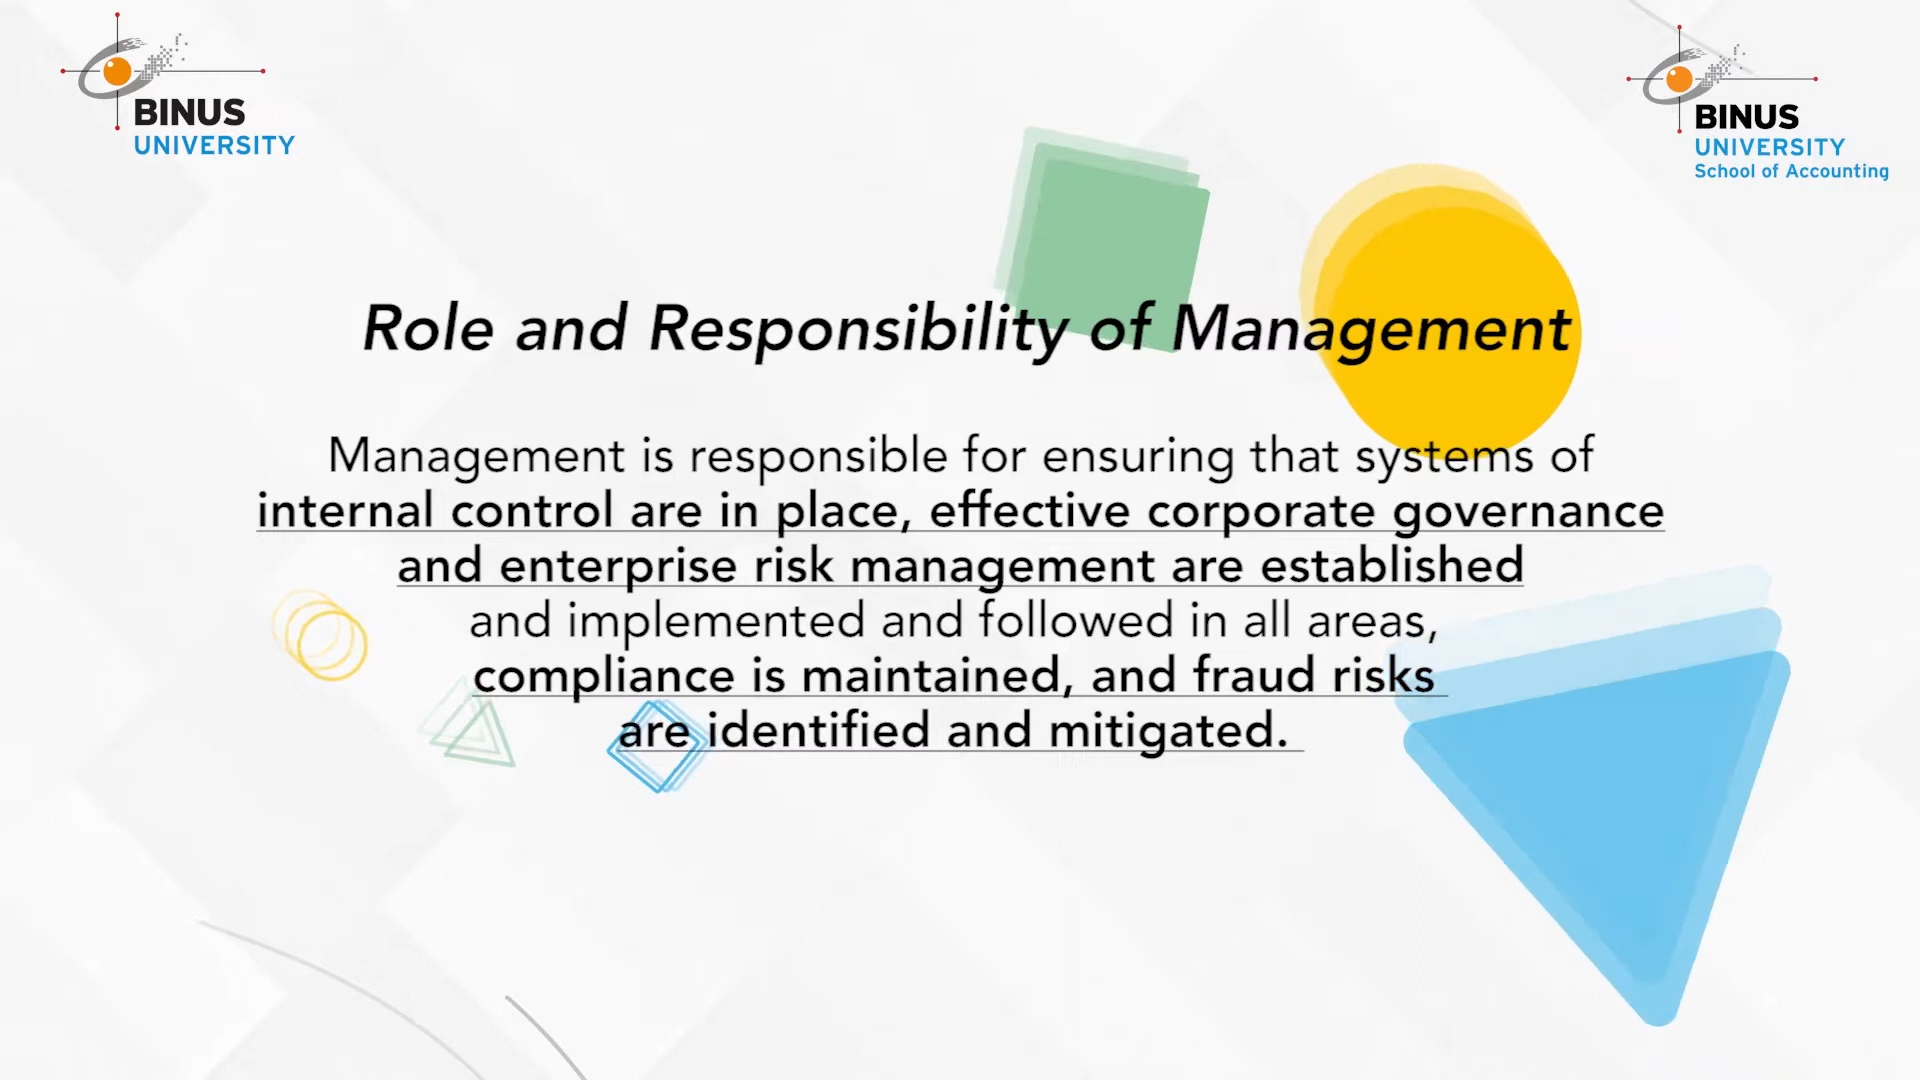 BINUS
UNIVERSITY
BINUS
UNIVERSITY
School of Accounting
Role and Responsibility of Management
Management is responsible for ensuring that systems of
internal control are in place, effective corporate governance
and enterprise risk management are established
and implemented and followed in all areas,
compliance is maintained, and fraud risks
are identified and mitigated.